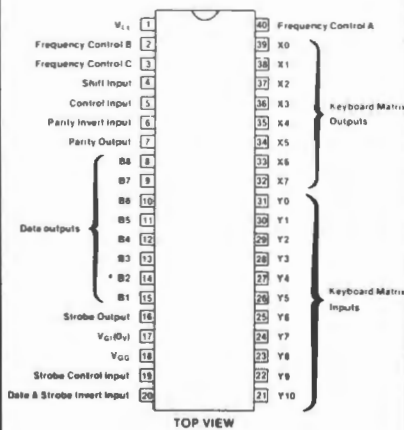 VCC 1
Frequency Control B 2
Frequency Control C 3
Shift Input 4
Control Input 5
Parity Invert Input 6
Parity Output 7
B8 8
B7 9
B6 10
B5 11
B4 12
B3 13
B2 14
B1 15
Data outputs
Strobe Output 16
VGI(0V) 17
VGG 18
Strobe Control Input 19
Date & Strobe Invert Input 20
40 Frequency Control A
39 X0
38 X1
37 X2
36 X3
35 X4
34 X5
33 X6
32 X7
Keyboard Matrix
Outputs
31 Y0
30 Y1
29 Y2
28 Y3
27 Y4
26 Y5
25 Y6
24 Y7
23 Y8
22 Y9
21 Y10
Keyboard Matrix
Inputs
TOP VIEW